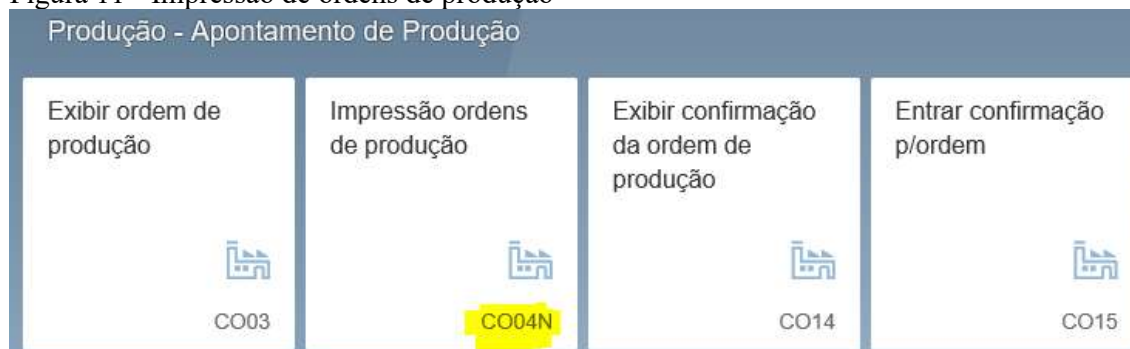 Figura 11 - Impressão de ordens de produção
Produção - Apontamento de Produção
Exibir ordem de
produção
CO03
Impressão ordens
de produção
CO04N
Exibir confirmação
da ordem de
produção
CO14
Entrar confirmação
p/ordem
CO15